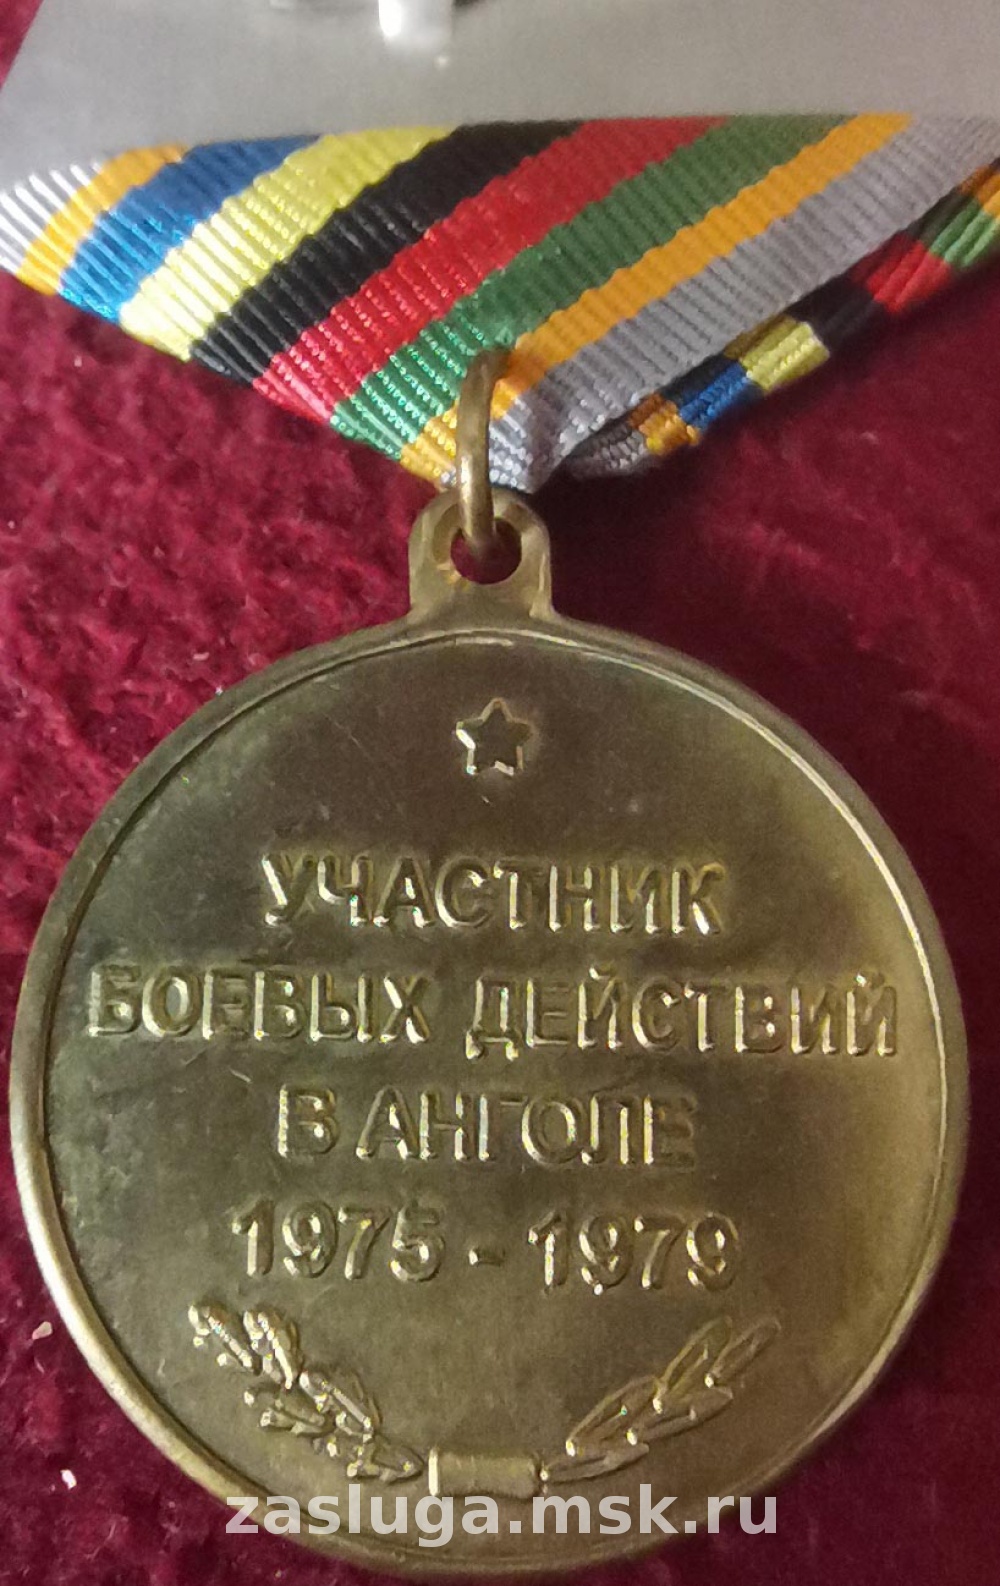 УЧАСТНИК
БОЕВЫХ ДЕЙСТВИЙ
В АНГОЛЕ
1975 - 1979
zasluga.msk.ru